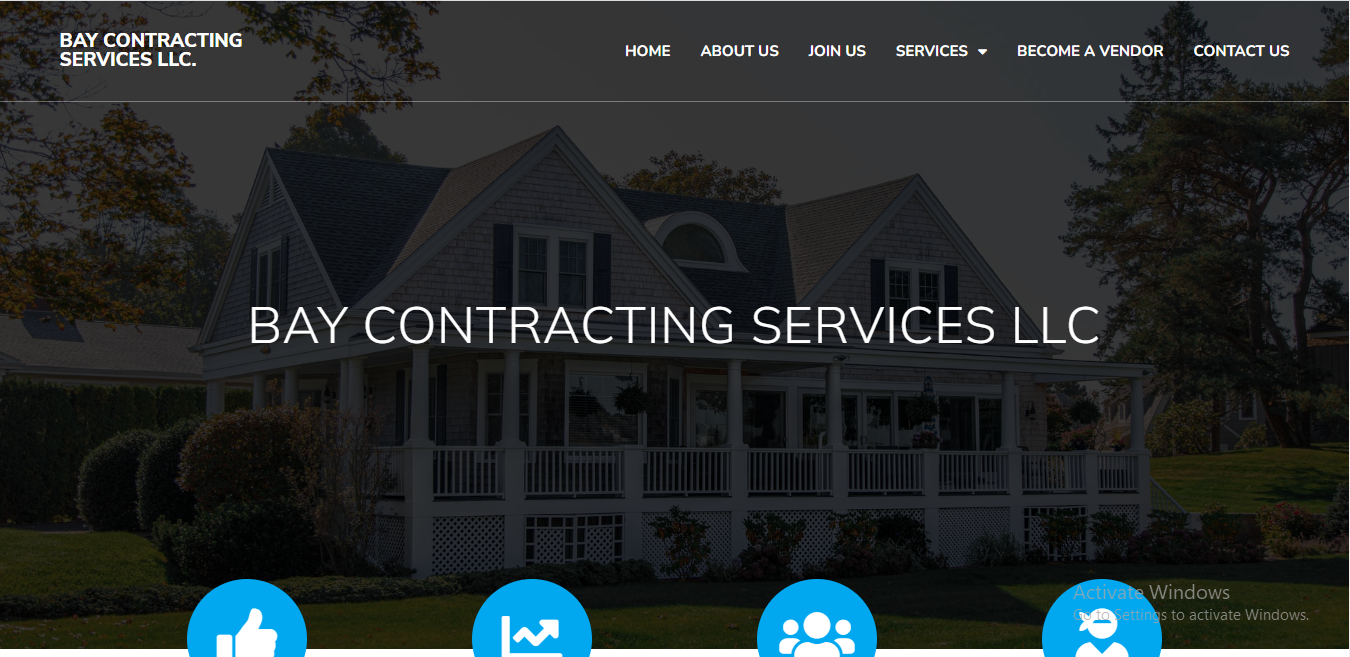 BAY CONTRACTING
SERVICES LLC.
HOME ABOUT US JOIN US SERVICES BECOME A VENDOR CONTACT US
BAY CONTRACTING SERVICES LLC
Activate Windows
Go to Settings to activate Windows.